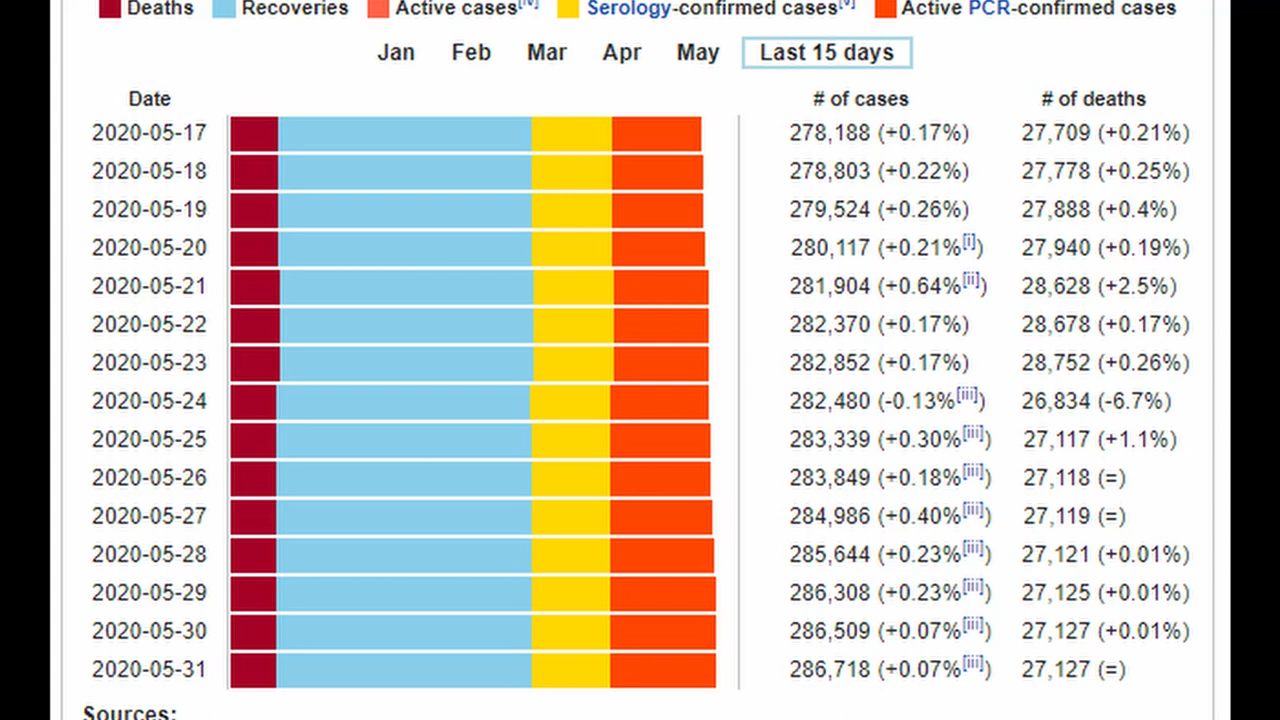 Deaths Recoveries Active cases[iv] Serology-confirmed cases[v] Active PCR-confirmed cases
Jan Feb Mar Apr May Last 15 days
Date # of cases # of deaths
2020-05-17 278,188 (+0.17%) 27,709 (+0.21%)
2020-05-18 278,803 (+0.22%) 27,778 (+0.25%)
2020-05-19 279,524 (+0.26%) 27,888 (+0.4%)
2020-05-20 280,117 (+0.21%[i]) 27,940 (+0.19%)
2020-05-21 281,904 (+0.64%[ii]) 28,628 (+2.5%)
2020-05-22 282,370 (+0.17%) 28,678 (+0.17%)
2020-05-23 282,852 (+0.17%) 28,752 (+0.26%)
2020-05-24 282,480 (-0.13%[iii]) 26,834 (-6.7%)
2020-05-25 283,339 (+0.30%[iii]) 27,117 (+1.1%)
2020-05-26 283,849 (+0.18%[iii]) 27,118 (=)
2020-05-27 284,986 (+0.40%[iii]) 27,119 (=)
2020-05-28 285,644 (+0.23%[iii]) 27,121 (+0.01%)
2020-05-29 286,308 (+0.23%[iii]) 27,125 (+0.01%)
2020-05-30 286,509 (+0.07%[iii]) 27,127 (+0.01%)
2020-05-31 286,718 (+0.07%[iii]) 27,127 (=)
Sources: